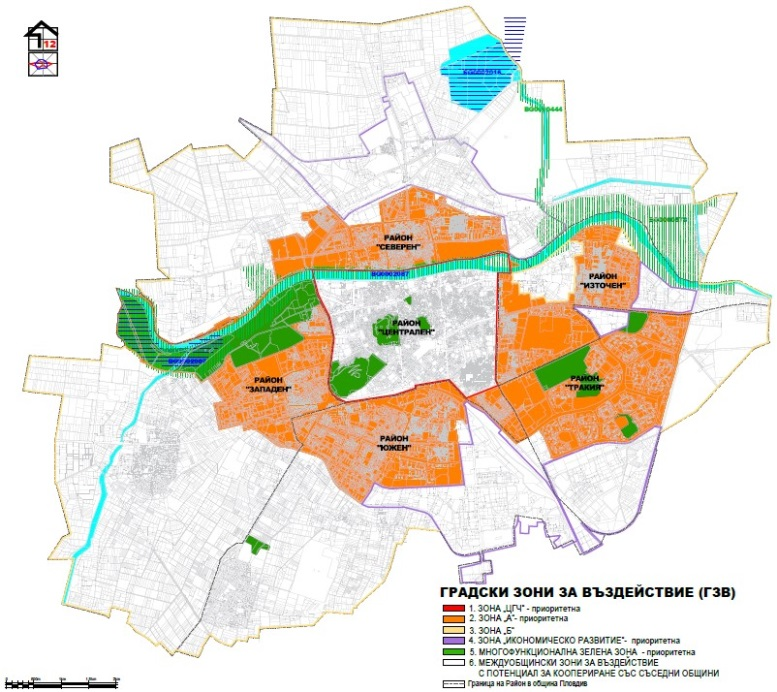 12
BG0000444
РАЙОН
"СЕВЕРЕН"
РАЙОН
"ИЗТОЧЕН"
РАЙОН
"ЦЕНТРАЛЕН"
РАЙОН
"ЗАПАДЕН"
РАЙОН
"ТРАКИЯ"
РАЙОН
"ЮЖЕН"
ГРАДСКИ ЗОНИ ЗА ВЪЗДЕЙСТВИЕ (ГЗВ)
1. ЗОНА „ЦГЧ" - приоритетна
2. ЗОНА „А"- приоритетна
3. ЗОНА „Б"
4. ЗОНА „ИКОНОМИЧЕСКО РАЗВИТИЕ"- приоритетна
5. МНОГОФУНКЦИОНАЛНА ЗЕЛЕНА ЗОНА - приоритетна
6. МЕЖДУОБЩИНСКИ ЗОНИ ЗА ВЪЗДЕЙСТВИЕ
С ПОТЕНЦИАЛ ЗА КООПЕРИРАНЕ СЪС СЪСЕДНИ ОБЩИНИ
Граница на Район в община Пловдив